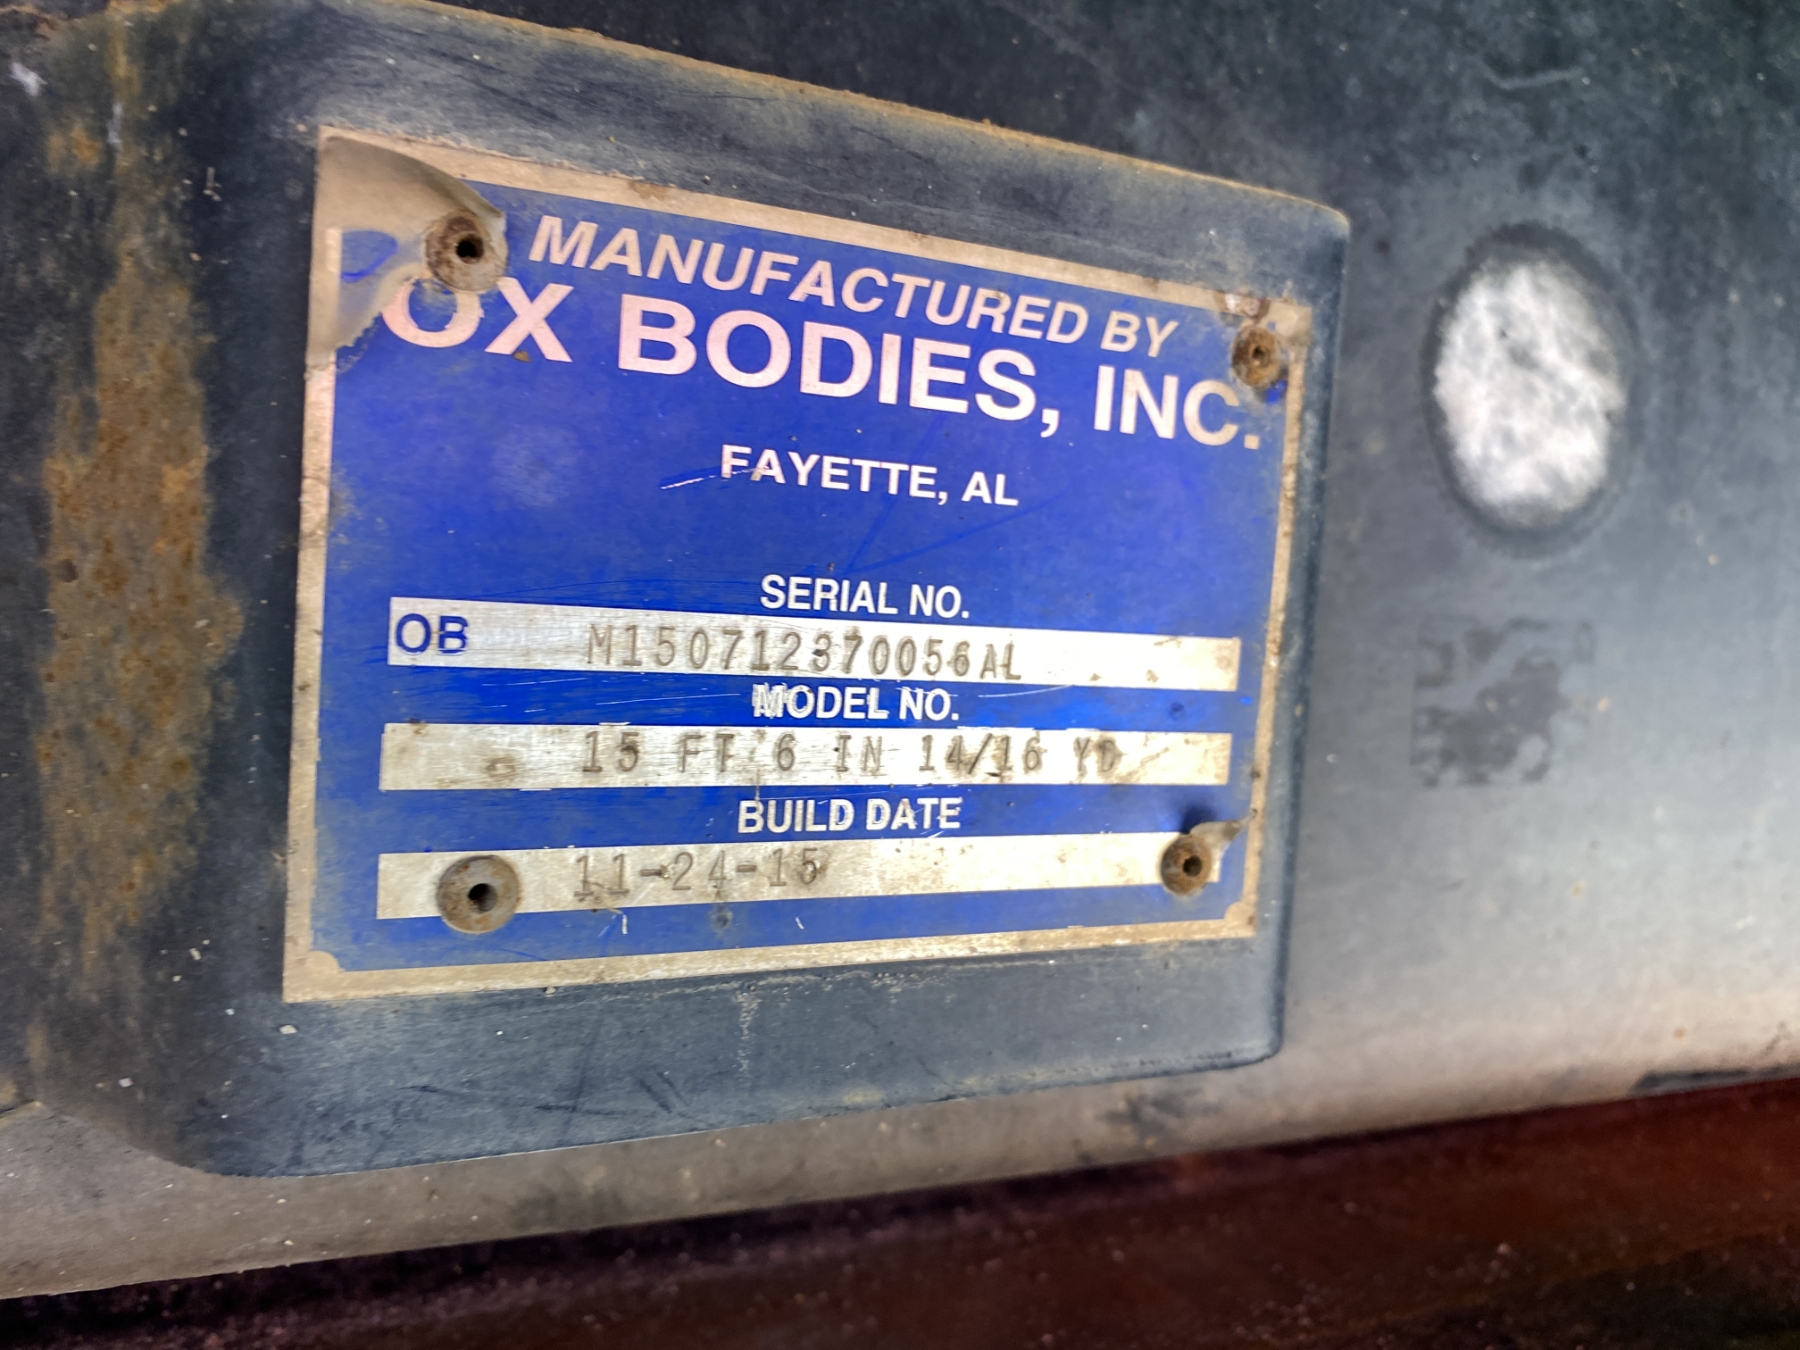 MANUFACTURED BY
OX BODIES, INC.
FAYETTE, AL
SERIAL NO.
OB M150712370056AL
MODEL NO.
15 FT 6 IN 14/16 YD
BUILD DATE
11-24-15